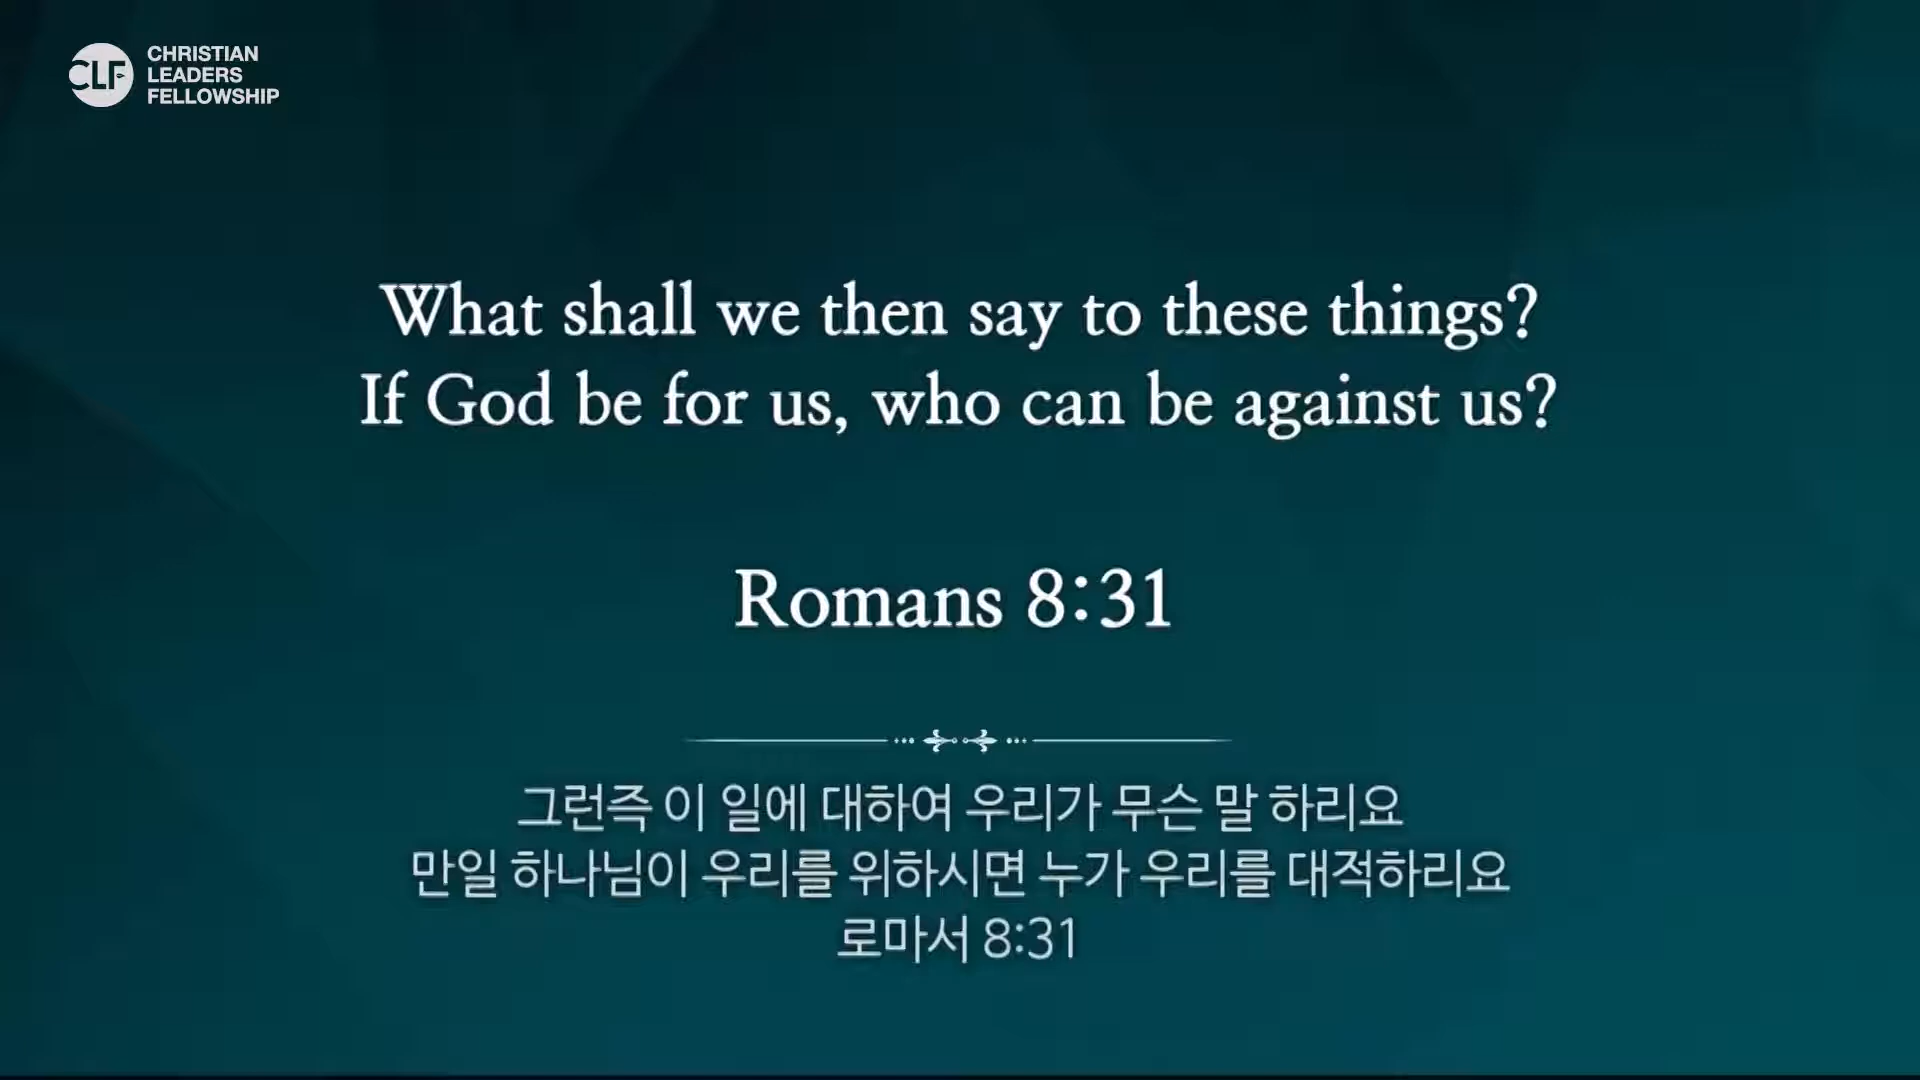 CLF
CHRISTIAN
LEADERS
FELLOWSHIP
What shall we then say to these things?
If God be for us, who can be against us?
Romans 8:31
그런즉 이 일에 대하여 우리가 무슨 말 하리요
만일 하나님이 우리를 위하시면 누가 우리를 대적하리요
로마서 8:31